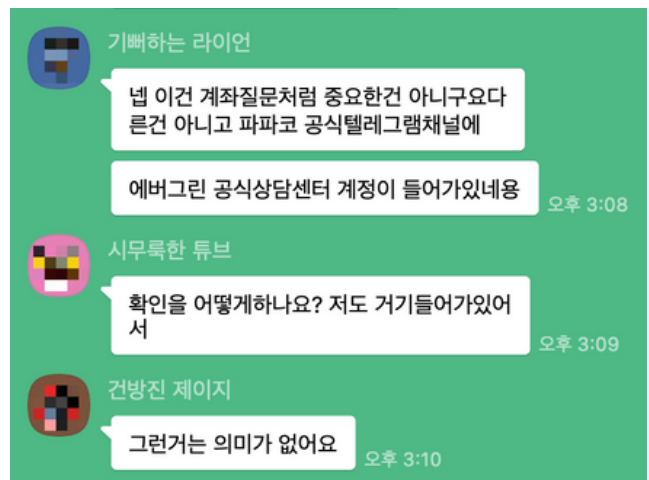 기뻐하는 라이언
넵 이건 계좌질문처럼 중요한건 아니구요다
른건 아니고 파파코 공식텔레그램채널에
에버그린 공식상담센터 계정이 들어가있네용
오후 3:08
시무룩한 튜브
확인을 어떻게하나요? 저도 거기들어가있어
서
오후 3:09
건방진 제이지
그런거는 의미가 없어요
오후 3:10